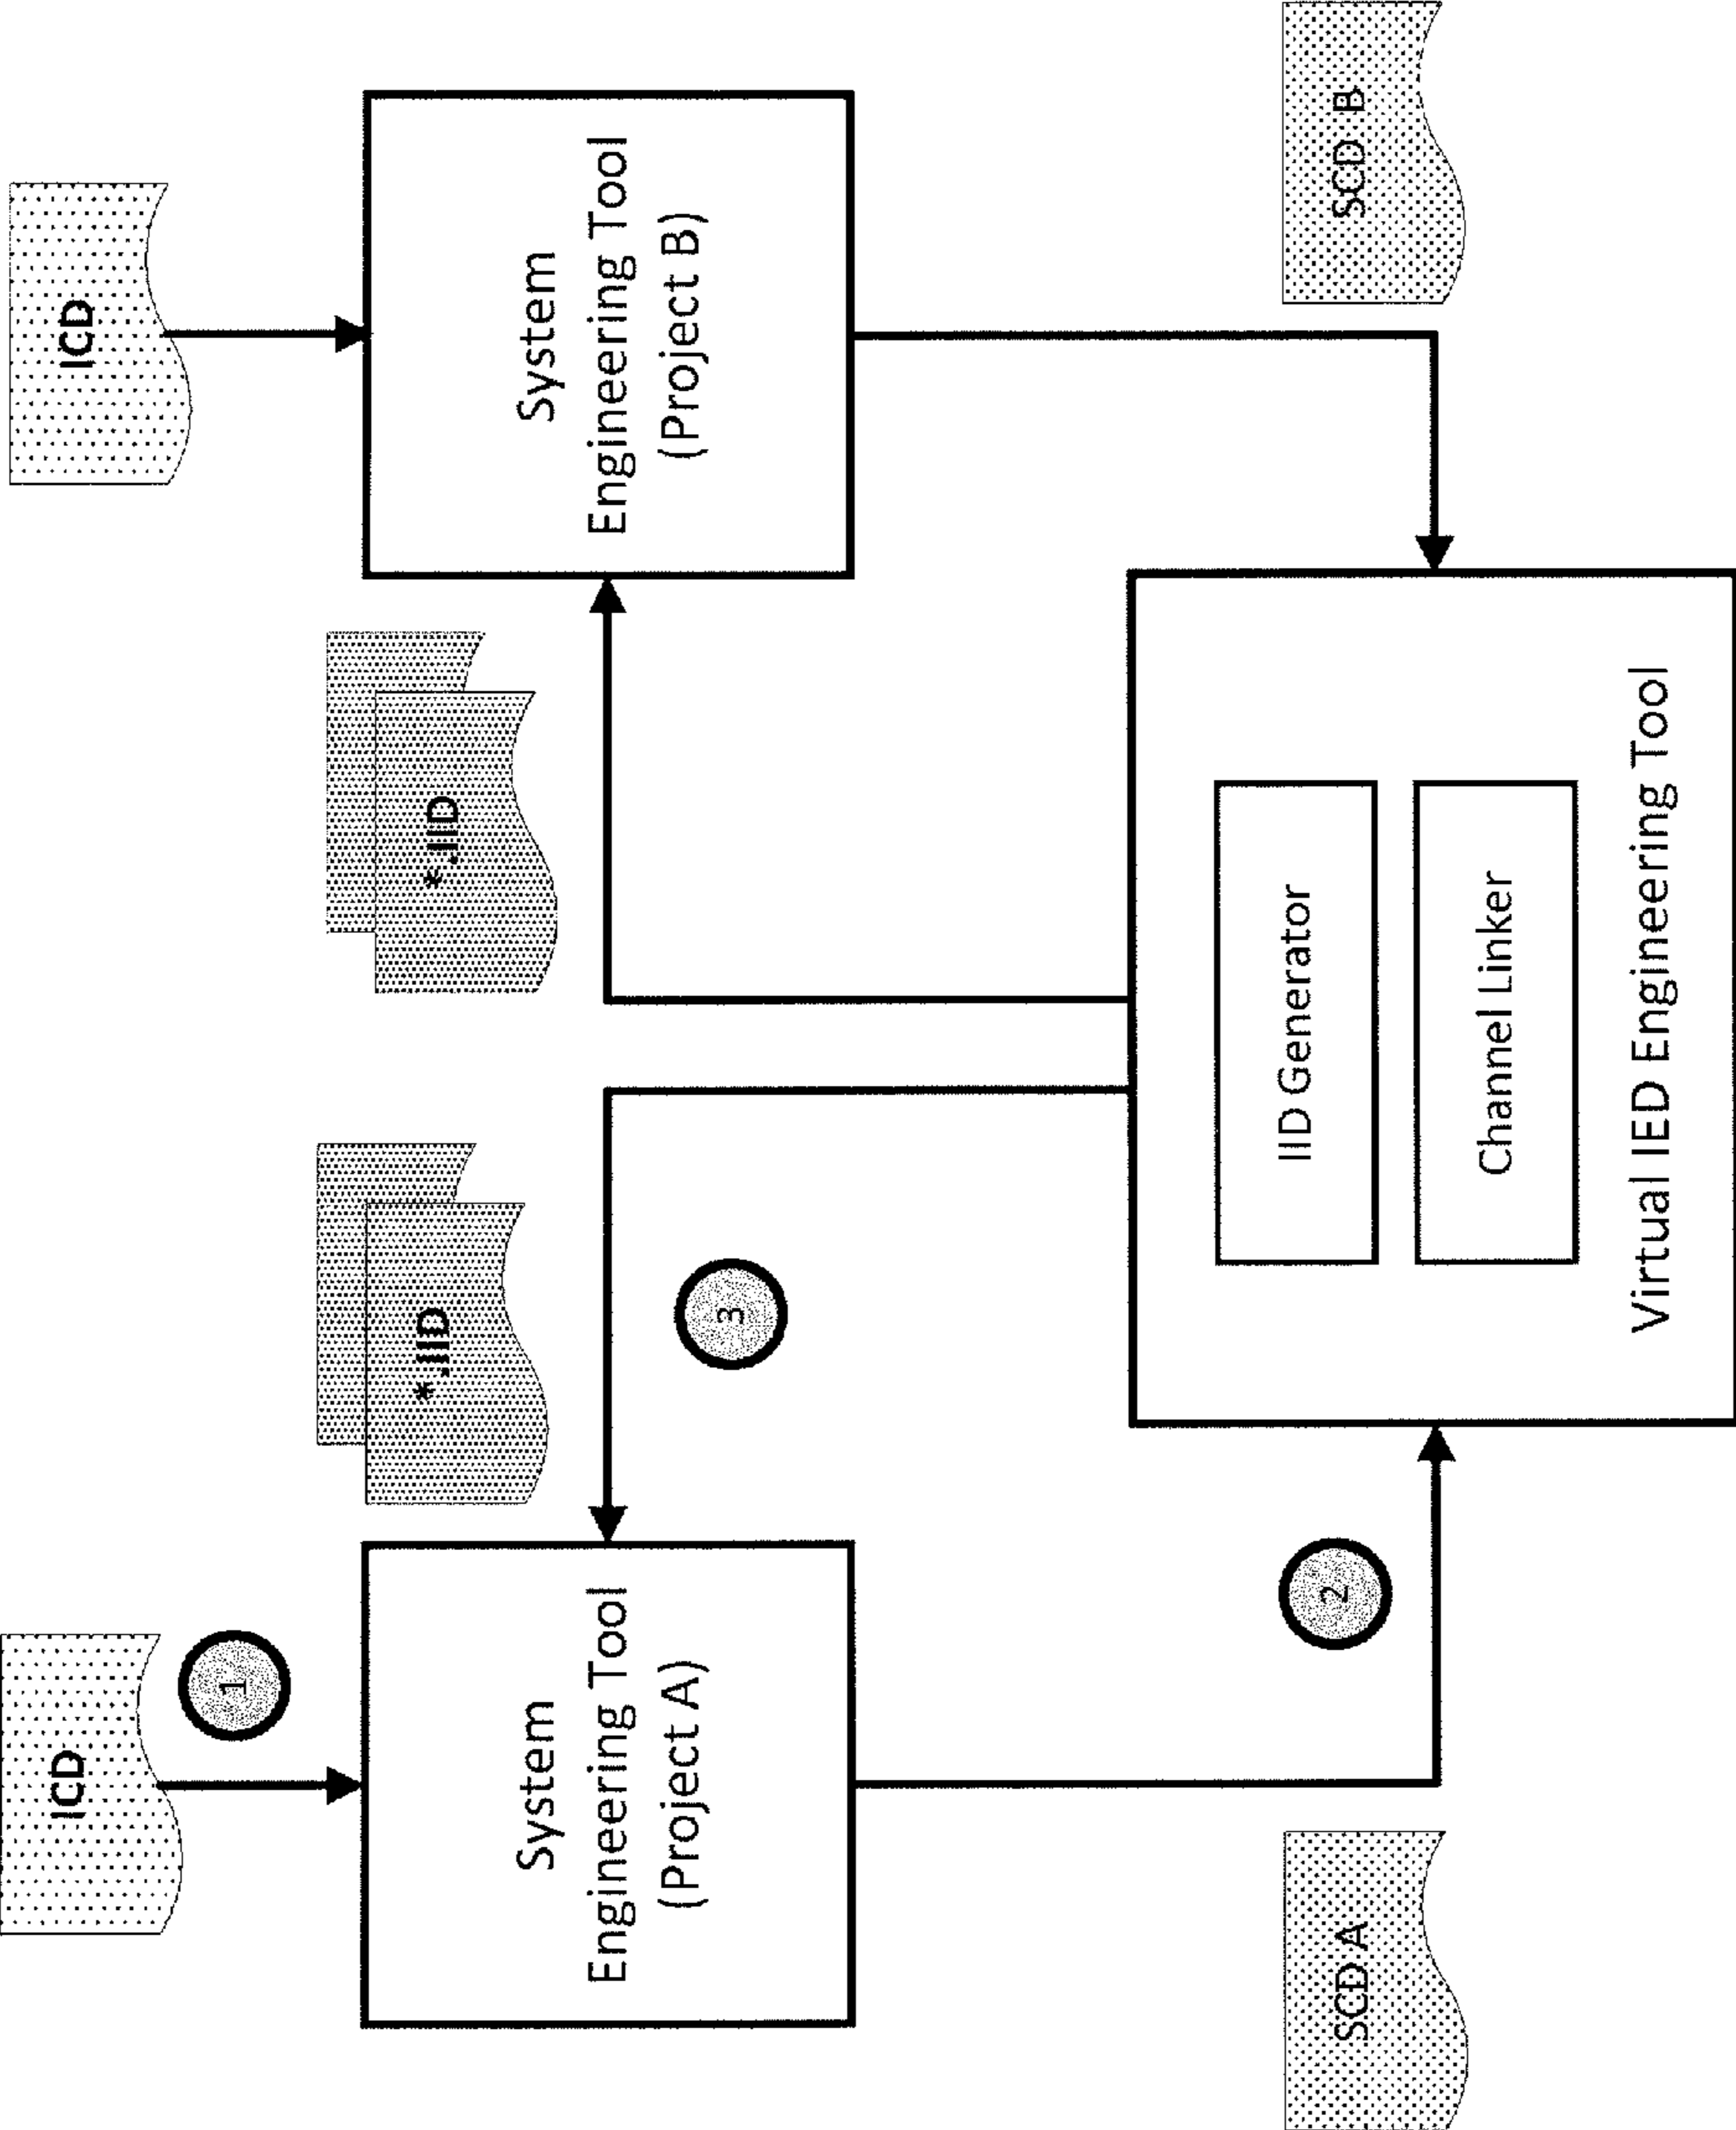 ICD
1
System
Engineering Tool
(Project A)
*.IID
*.IID
ICD
System
Engineering Tool
(Project B)
3
2
SCD A
SCD B
IID Generator
Channel Linker
Virtual IED Engineering Tool